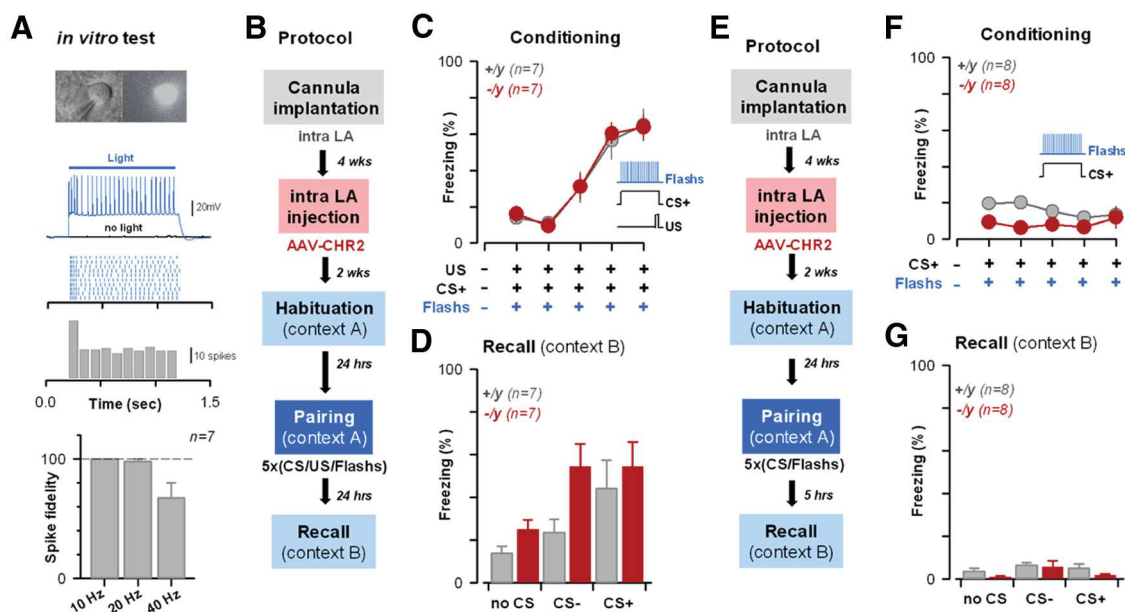 A
in vitro test
Light
20mV
no light
10 spikes
0.0
1.5
Time (sec)
n=7
100
0
Spike fidelity
10 Hz
20 Hz
40 Hz
B
Protocol
Cannula
implantation
intra LA
4 wks
intra LA
injection
AAV-CHR2
2 wks
Habituation
(context A)
24 hrs
Pairing
(context A)
5x(CS/US/Flashs)
24 hrs
Recall
(context B)
C
Conditioning
100
0
Freezing (%)
+/y (n=7)
-/y (n=7)
Flashs
CS+
US
US – + + + + +
CS+ – + + + + +
Flashs – + + + + +
D
Recall (context B)
100
0
Freezing (%)
+/y (n=7)
-/y (n=7)
no CS
CS-
CS+
E
Protocol
Cannula
implantation
intra LA
4 wks
intra LA
injection
AAV-CHR2
2 wks
Habituation
(context A)
24 hrs
Pairing
(context A)
5x(CS/Flashs)
5 hrs
Recall
(context B)
F
Conditioning
100
0
Freezing (%)
+/y (n=8)
-/y (n=8)
Flashs
CS+
CS+ – + + + + +
Flashs – + + + + +
G
Recall (context B)
100
0
Freezing (%)
+/y (n=8)
-/y (n=8)
no CS
CS-
CS+